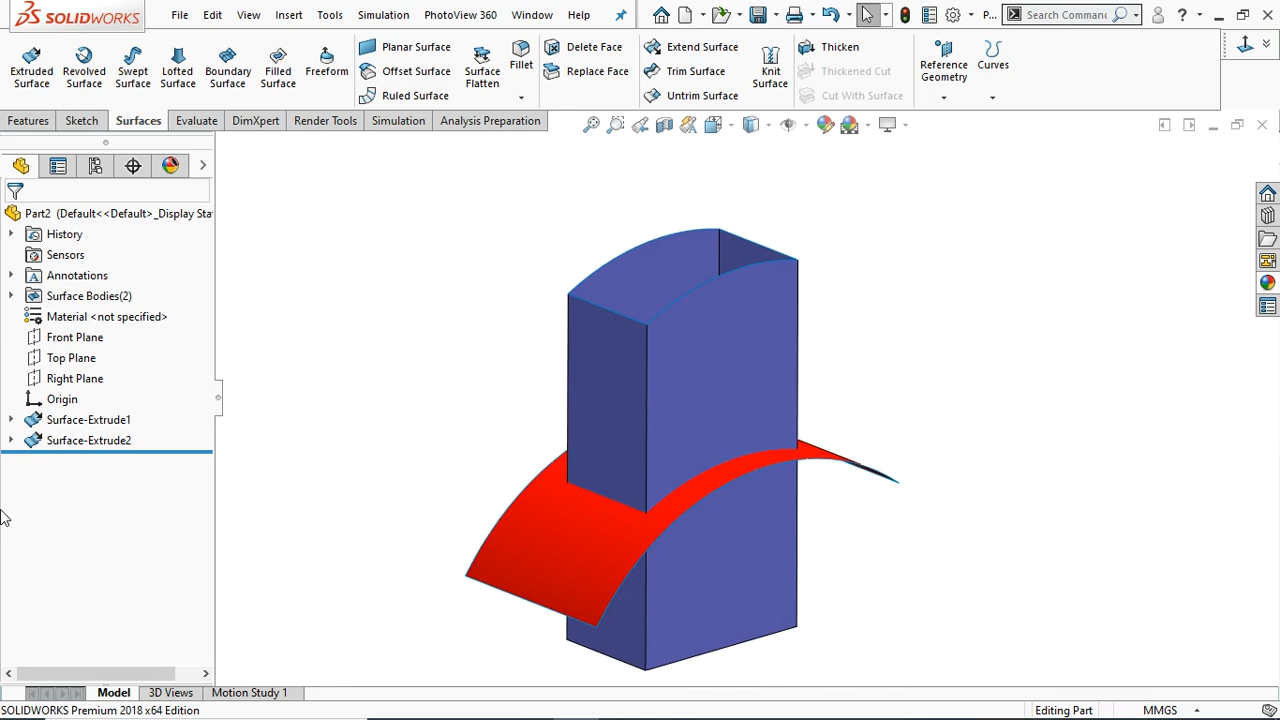 SOLIDWORKS File Edit View Insert Tools Simulation PhotoView 360 Window Help P... Search Comman
Extruded Surface Revolved Surface Swept Surface Lofted Surface Boundary Surface Filled Surface Freeform
Planar Surface
Offset Surface
Ruled Surface
Surface Flatten
Fillet
Delete Face
Replace Face
Extend Surface
Trim Surface
Untrim Surface
Knit Surface
Thicken
Thickened Cut
Cut With Surface
Reference Geometry
Curves
Features Sketch Surfaces Evaluate DimXpert Render Tools Simulation Analysis Preparation
Part2 (Default<<Default>_Display Sta
History
Sensors
Annotations
Surface Bodies(2)
Material <not specified>
Front Plane
Top Plane
Right Plane
Origin
Surface-Extrude1
Surface-Extrude2
Model 3D Views Motion Study 1
SOLIDWORKS Premium 2018 x64 Edition Editing Part MMGS